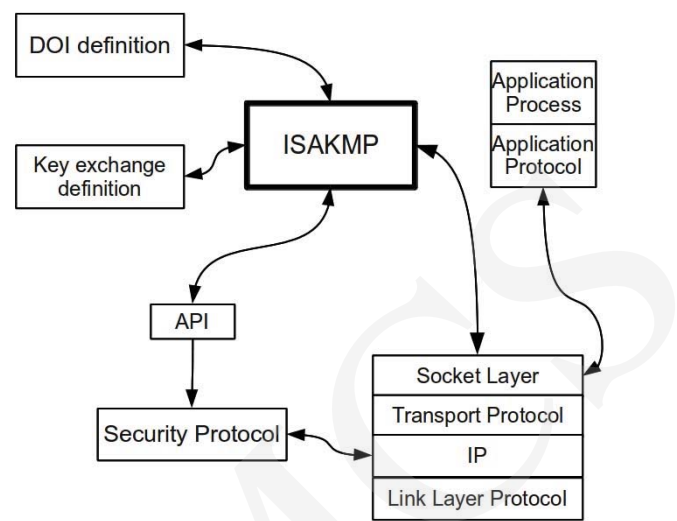 DOI definition
ISAKMP
Key exchange
definition
Application
Process
Application
Protocol
API
Security Protocol
Socket Layer
Transport Protocol
IP
Link Layer Protocol